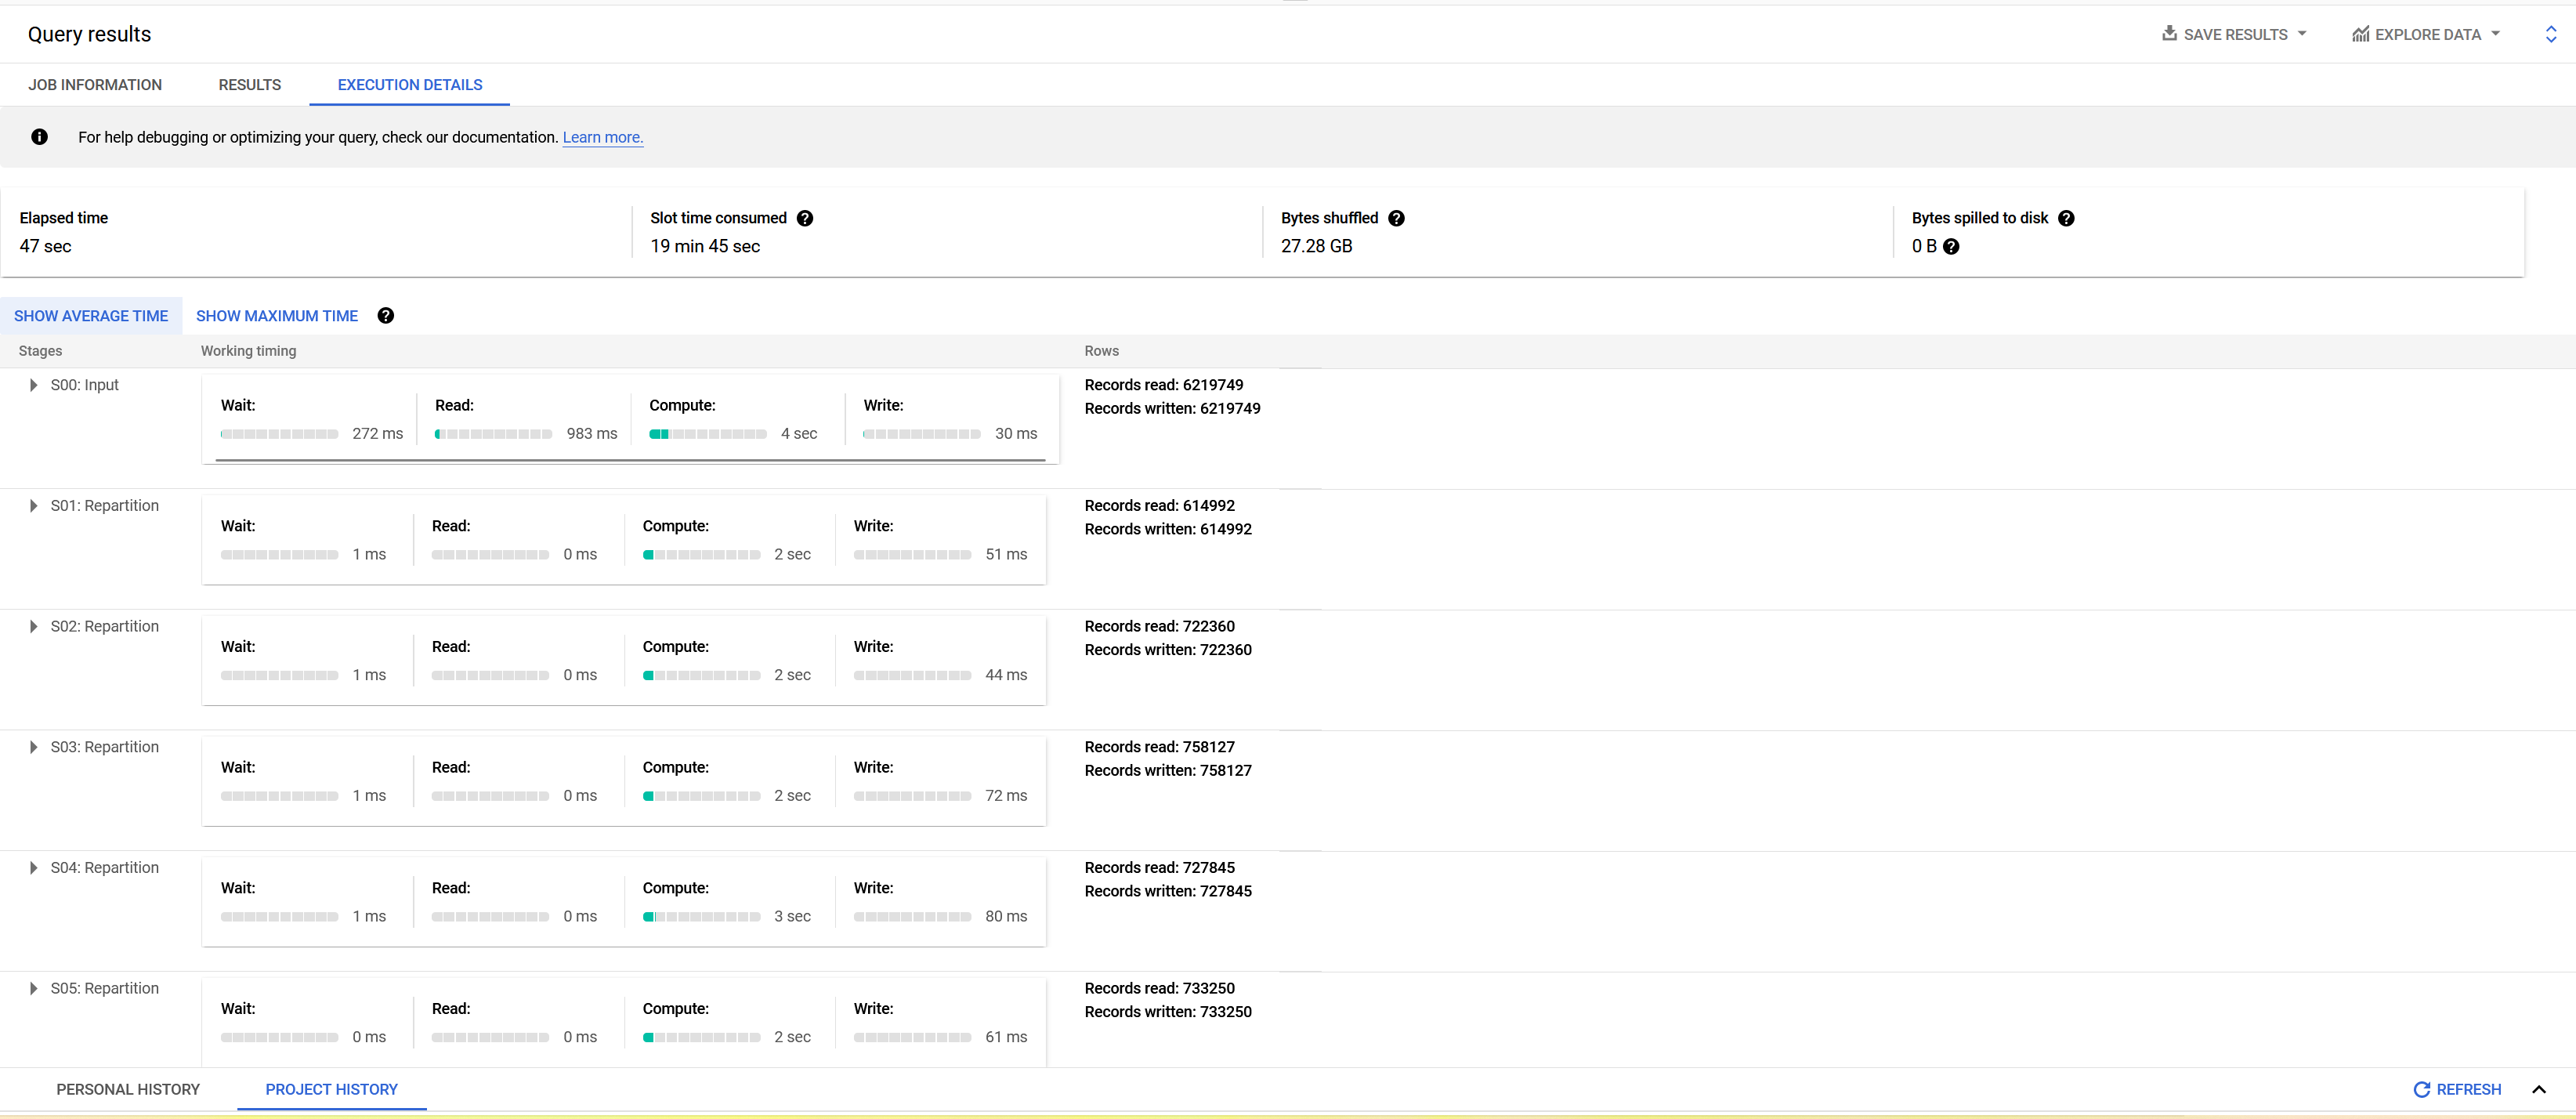 Query results
SAVE RESULTS
EXPLORE DATA
JOB INFORMATION
RESULTS
EXECUTION DETAILS
For help debugging or optimizing your query, check our documentation. Learn more.
Elapsed time
47 sec
Slot time consumed
19 min 45 sec
Bytes shuffled
27.28 GB
Bytes spilled to disk
0 B
SHOW AVERAGE TIME
SHOW MAXIMUM TIME
Stages
Working timing
Rows
S00: Input
Wait:
272 ms
Read:
983 ms
Compute:
4 sec
Write:
30 ms
Records read: 6219749
Records written: 6219749
S01: Repartition
Wait:
1 ms
Read:
0 ms
Compute:
2 sec
Write:
51 ms
Records read: 614992
Records written: 614992
S02: Repartition
Wait:
1 ms
Read:
0 ms
Compute:
2 sec
Write:
44 ms
Records read: 722360
Records written: 722360
S03: Repartition
Wait:
1 ms
Read:
0 ms
Compute:
2 sec
Write:
72 ms
Records read: 758127
Records written: 758127
S04: Repartition
Wait:
1 ms
Read:
0 ms
Compute:
3 sec
Write:
80 ms
Records read: 727845
Records written: 727845
S05: Repartition
Wait:
0 ms
Read:
0 ms
Compute:
2 sec
Write:
61 ms
Records read: 733250
Records written: 733250
PERSONAL HISTORY
PROJECT HISTORY
REFRESH